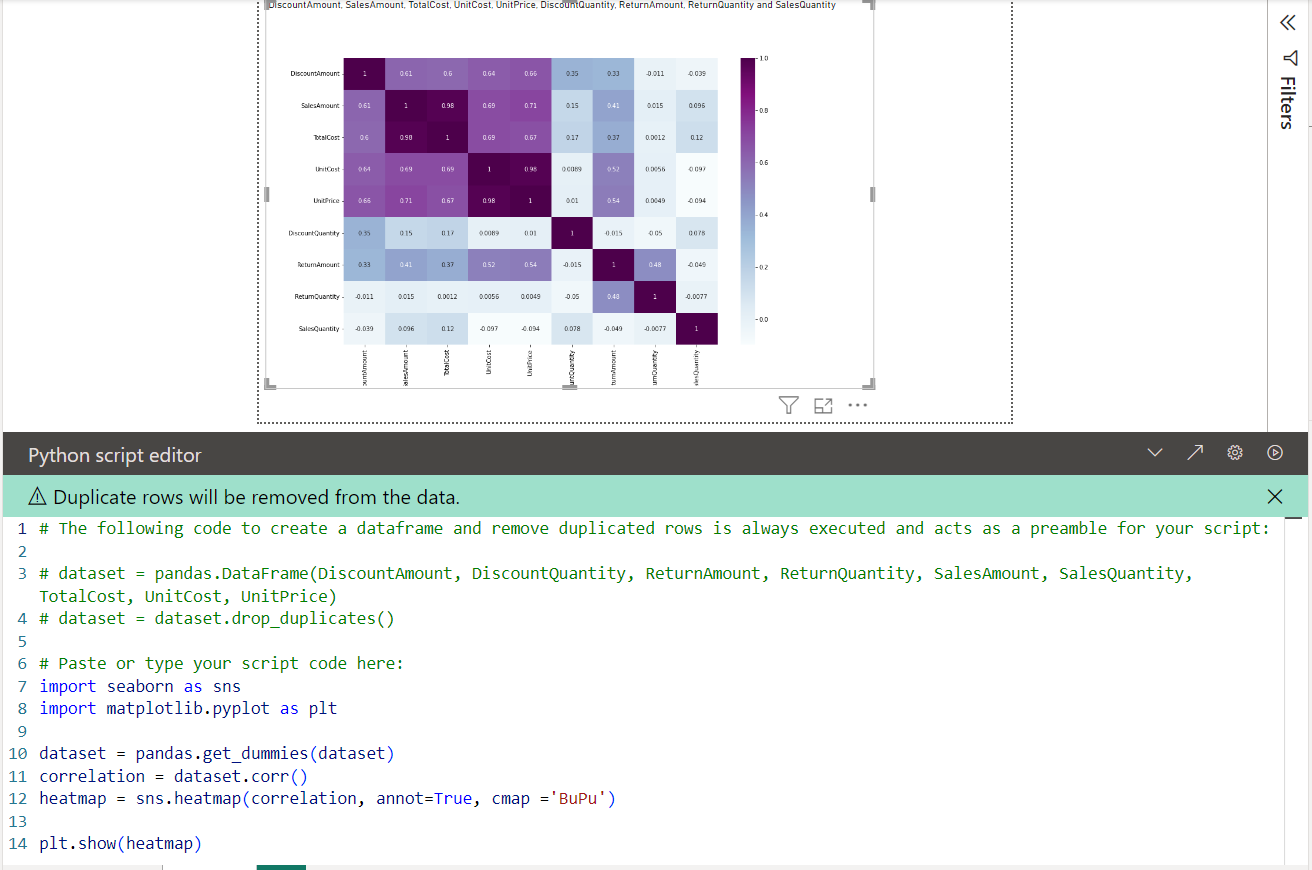 DiscountAmount, SalesAmount, TotalCost, UnitCost, UnitPrice, DiscountQuantity, ReturnAmount, ReturnQuantity and SalesQuantity
Filters
DiscountAmount 1 0.61 0.6 0.64 0.66 0.35 0.33 -0.011 -0.039
SalesAmount 0.61 1 0.98 0.69 0.71 0.15 0.41 0.015 0.096
TotalCost 0.6 0.98 1 0.69 0.67 0.17 0.37 0.0012 0.12
UnitCost 0.64 0.69 0.69 1 0.98 0.0089 0.52 0.0056 -0.097
UnitPrice 0.66 0.71 0.67 0.98 1 0.01 0.54 0.0049 -0.094
DiscountQuantity 0.35 0.15 0.17 0.0089 0.01 1 -0.015 -0.05 0.078
ReturnAmount 0.33 0.41 0.37 0.52 0.54 -0.015 1 0.48 -0.049
ReturnQuantity -0.011 0.015 0.0012 0.0056 0.0049 -0.05 0.48 1 -0.0077
SalesQuantity -0.039 0.096 0.12 -0.097 -0.094 0.078 -0.049 -0.0077 1
1.0
0.8
0.6
0.4
0.2
0.0
ountAmount
alesAmount
TotalCost
UnitCost
UnitPrice
untQuantity
turnAmount
urnQuantity
lesQuantity
Python script editor
Duplicate rows will be removed from the data.
1 # The following code to create a dataframe and remove duplicated rows is always executed and acts as a preamble for your script:
2
3 # dataset = pandas.DataFrame(DiscountAmount, DiscountQuantity, ReturnAmount, ReturnQuantity, SalesAmount, SalesQuantity,
TotalCost, UnitCost, UnitPrice)
4 # dataset = dataset.drop_duplicates()
5
6 # Paste or type your script code here:
7 import seaborn as sns
8 import matplotlib.pyplot as plt
9
10 dataset = pandas.get_dummies(dataset)
11 correlation = dataset.corr()
12 heatmap = sns.heatmap(correlation, annot=True, cmap ='BuPu')
13
14 plt.show(heatmap)